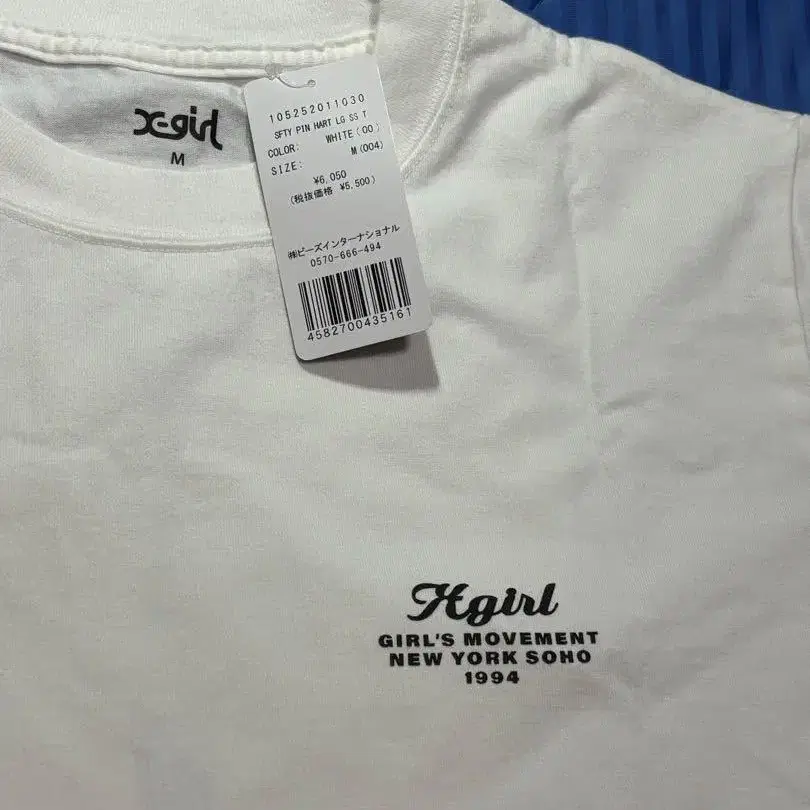 X-girl
M
105252011030
SFTY PIN HART LG SS T
COLOR: WHITE(00)
SIZE: M(004)
¥6,050
(税抜価格 ¥5,500)
㈱ビーズインターナショナル
0570-666-494
4582700435161
Xgirl
GIRL'S MOVEMENT
NEW YORK SOHO
1994